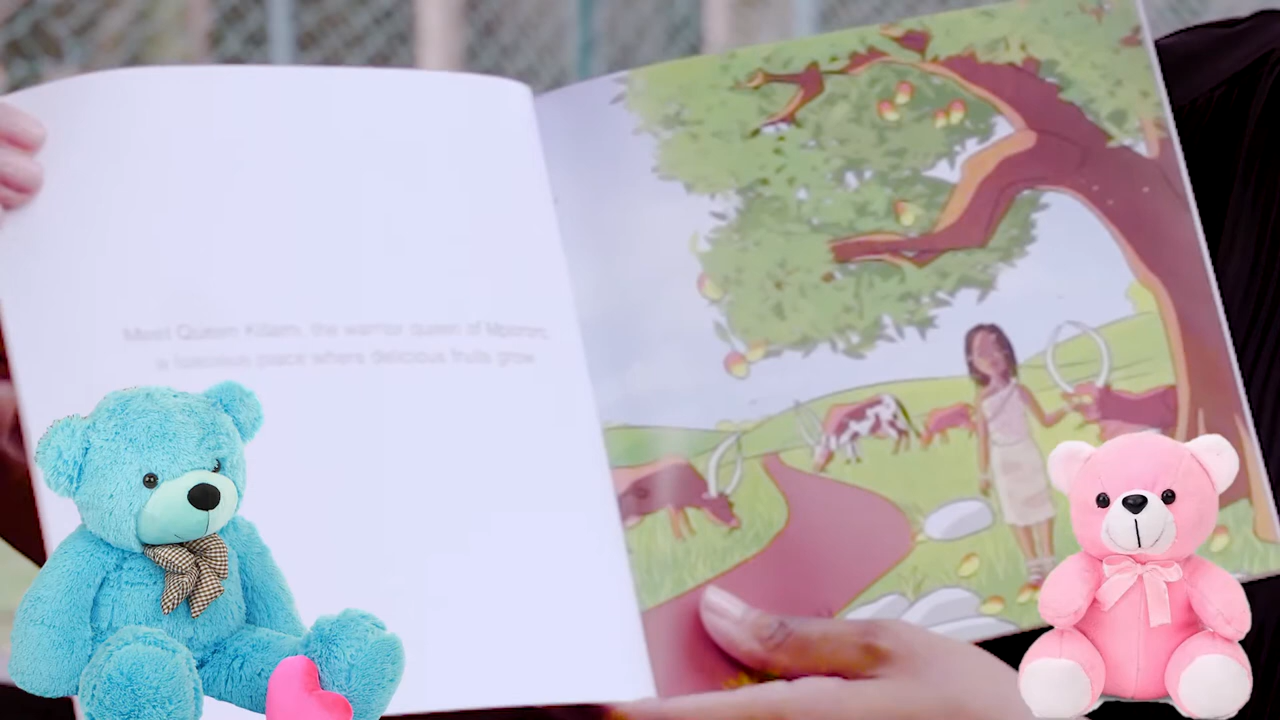 Meet Queen Kitami, the warrior queen of Mpororo,
a luscious place where delicious fruits grow